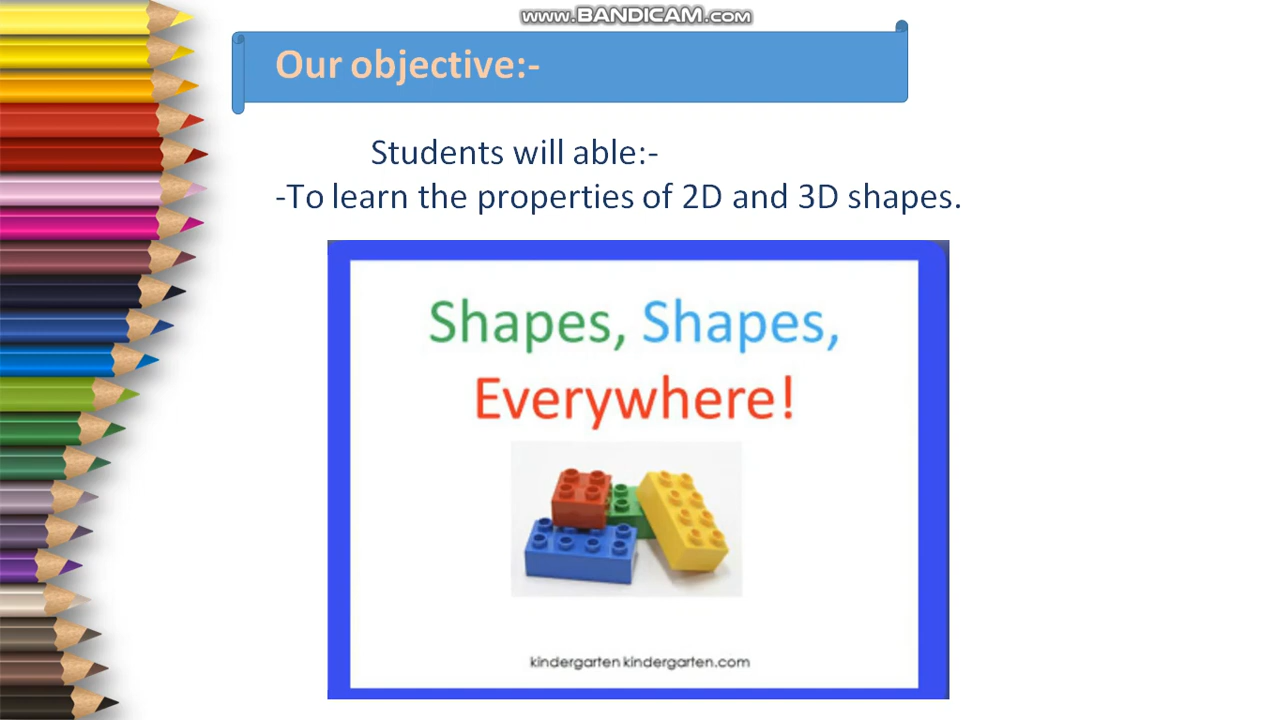 www.BANDICAM.com
Our objective:-
Students will able:-
-To learn the properties of 2D and 3D shapes.
Shapes, Shapes,
Everywhere!
kindergarten kindergarten.com